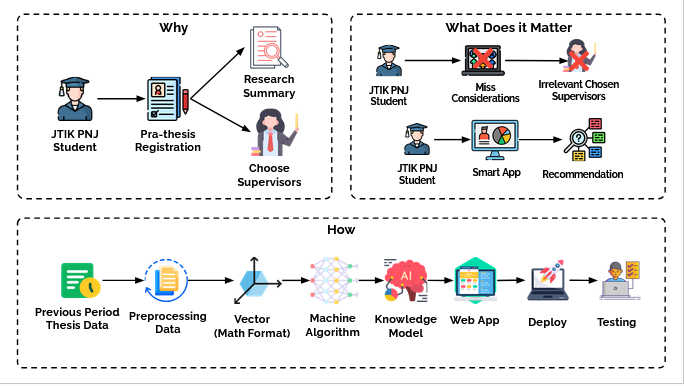 Why
JTIK PNJ
Student
Pra-thesis
Registration
Research
Summary
Choose
Supervisors
What Does it Matter
JTIK PNJ
Student
Miss
Considerations
Irrelevant Chosen
Supervisors
JTIK PNJ
Student
Smart App
Recommendation
How
Previous Period
Thesis Data
Preprocessing
Data
Vector
(Math Format)
Machine
Algorithm
AI
Knowledge
Model
Web App
Deploy
Testing